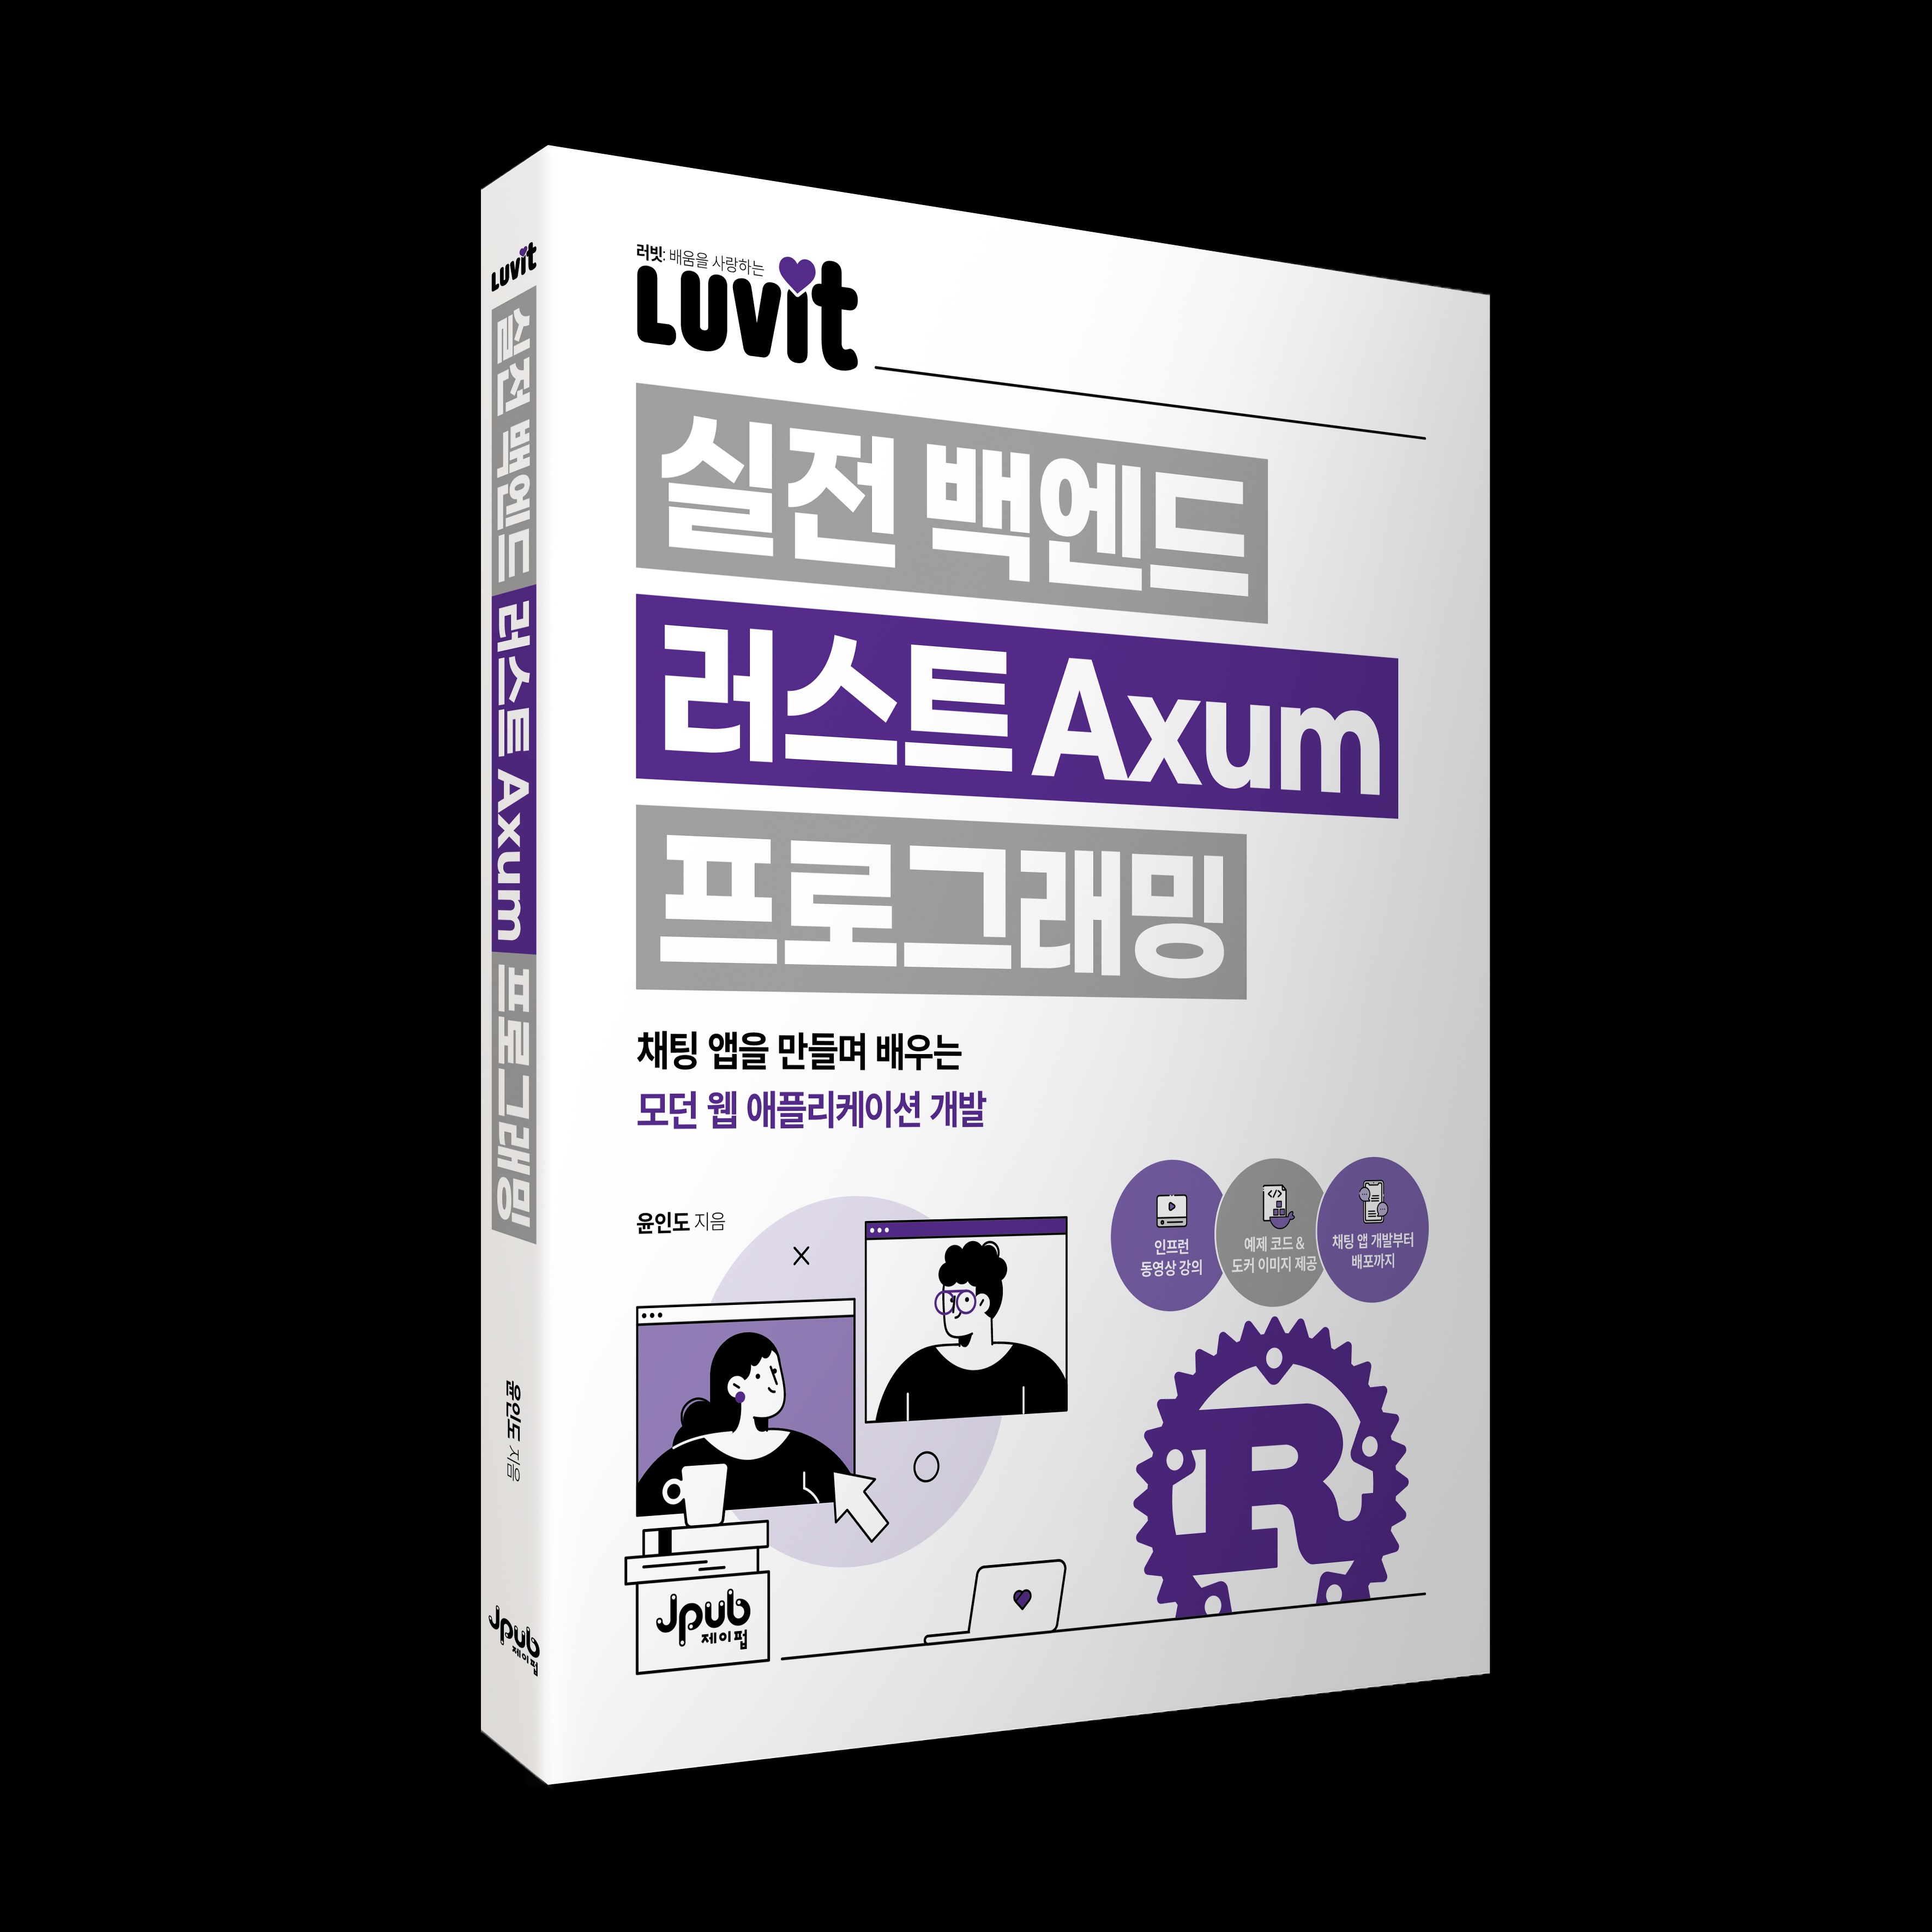 러빗: 배움을 사랑하는
Luvit
실전 백엔드
러스트 Axum
프로그래밍
채팅 앱을 만들며 배우는
모던 웹 애플리케이션 개발
윤인도 지음
인프런
동영상 강의
예제 코드 &
도커 이미지 제공
채팅 앱 개발부터
배포까지
</>
R
Jpub
제이펍
Luvit
실전 백엔드 러스트 Axum 프로그래밍
윤인도 지음
Jpub
제이펍